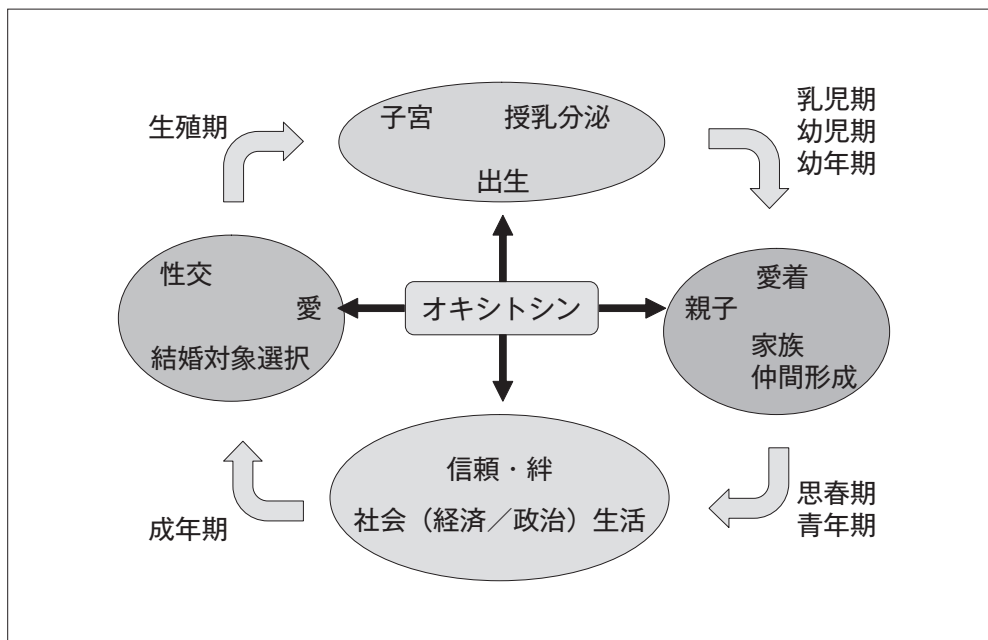 生殖期
子宮 授乳分泌
出生
乳児期
幼児期
幼年期
性交
愛
結婚対象選択
オキシトシン
愛着
親子
家族
仲間形成
信頼・絆
社会（経済／政治）生活
成年期
思春期
青年期